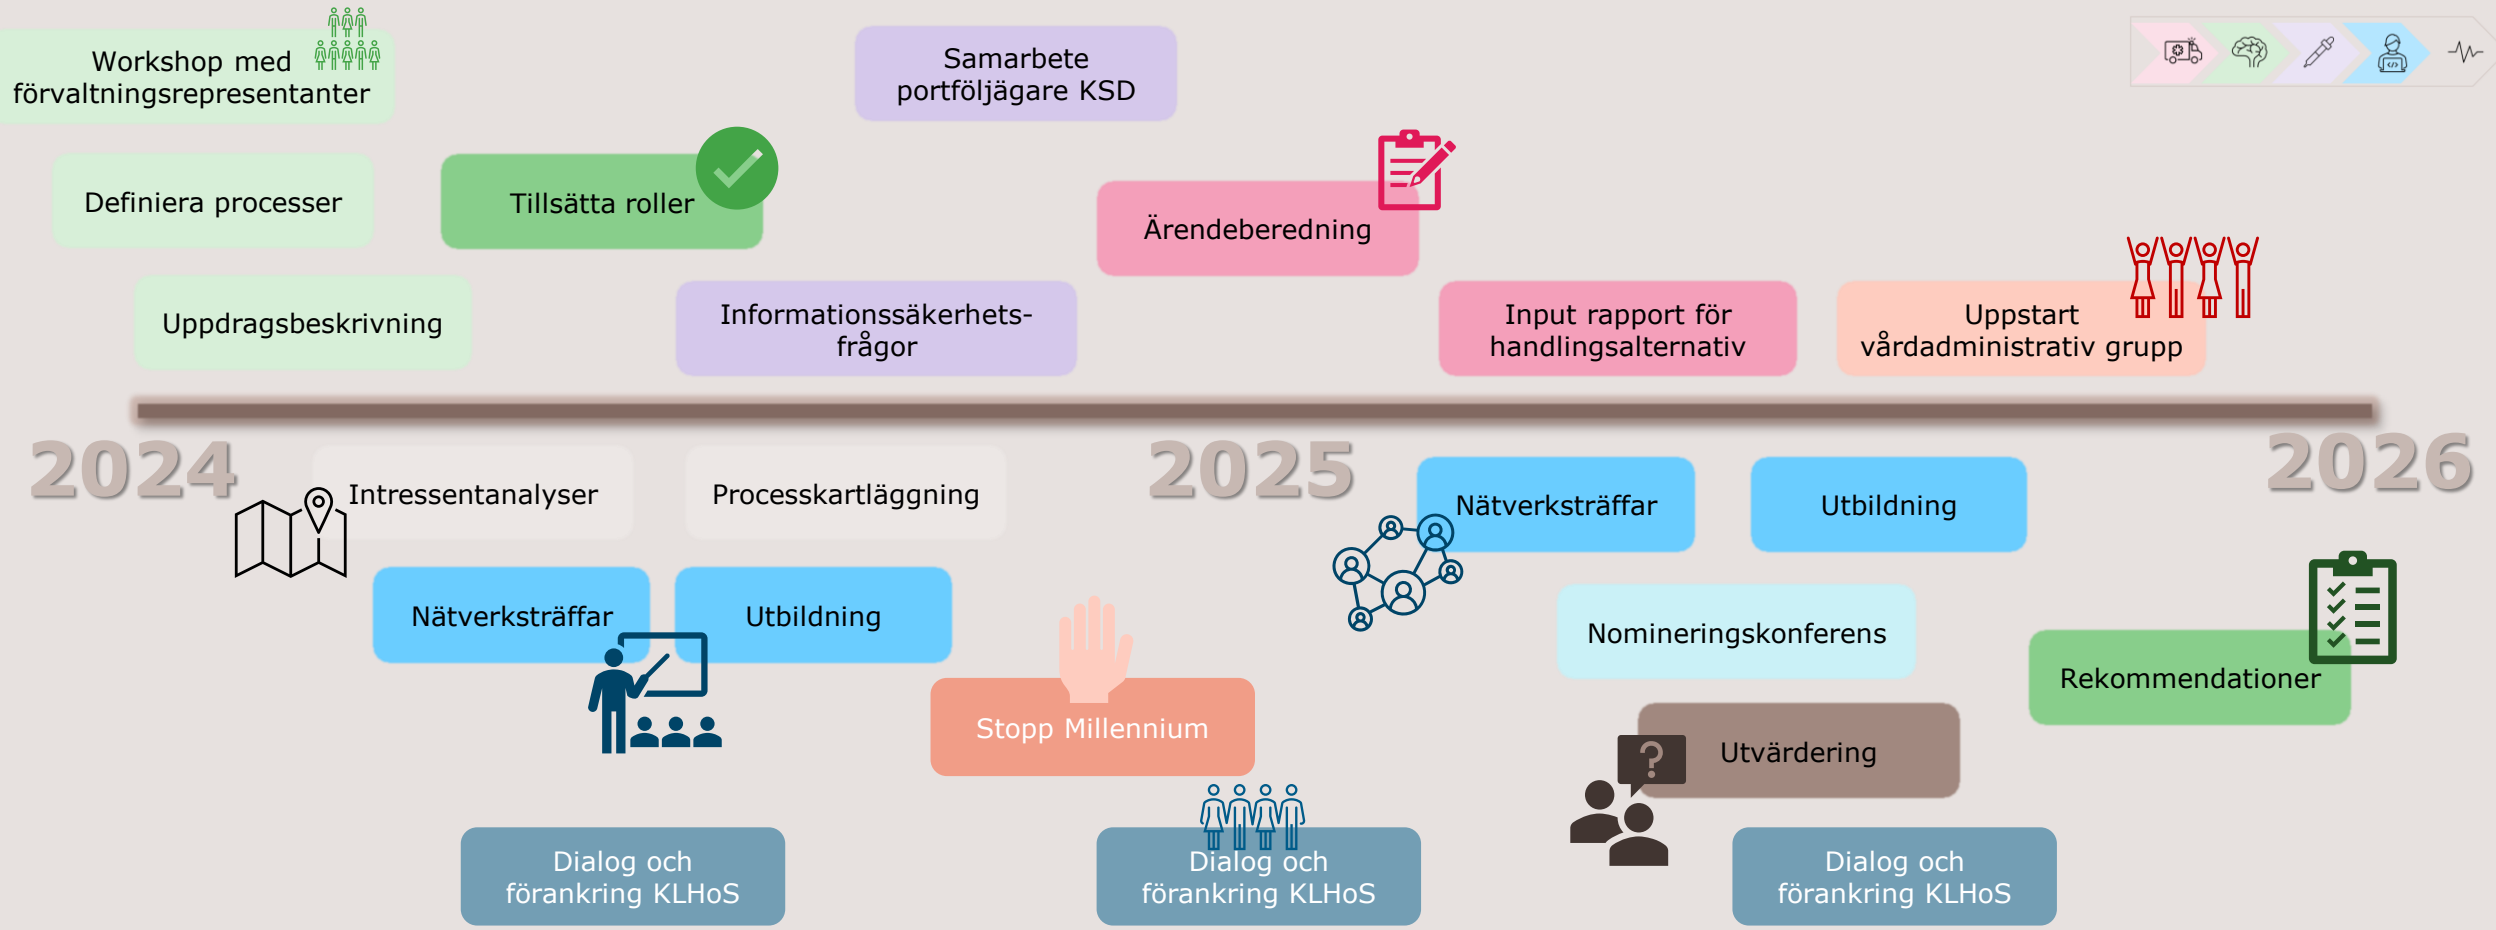 Workshop med
förvaltningsrepresentanter
Samarbete
portföljägare KSD
Definiera processer
Tillsätta roller
Ärendeberedning
Uppdragsbeskrivning
Informationssäkerhets-
frågor
Input rapport för
handlingsalternativ
Uppstart
vårdadministrativ grupp
2024
2025
2026
Intressentanalyser
Processkartläggning
Nätverksträffar
Utbildning
Nätverksträffar
Utbildning
Nomineringskonferens
Rekommendationer
Stopp Millennium
?
Utvärdering
Dialog och
förankring KLHoS
Dialog och
förankring KLHoS
Dialog och
förankring KLHoS